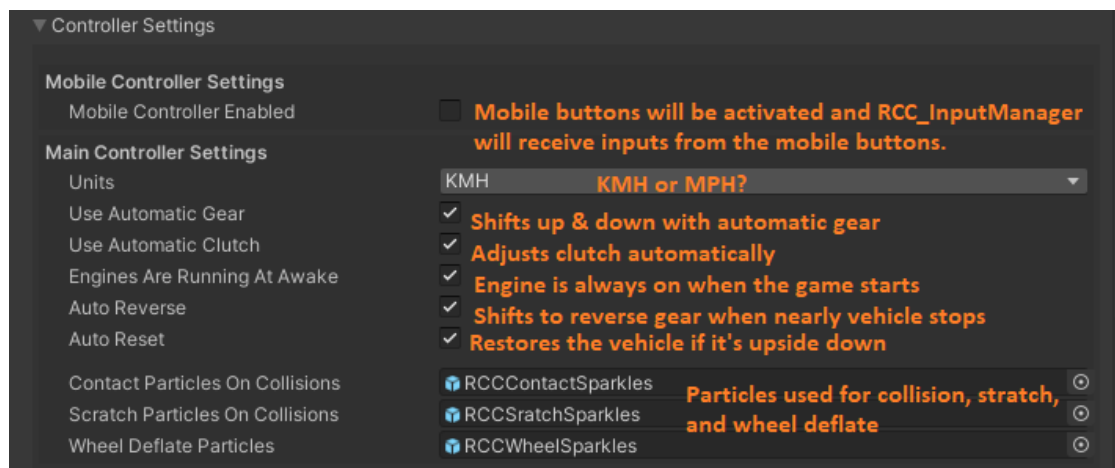 Controller Settings
Mobile Controller Settings
Mobile Controller Enabled Mobile buttons will be activated and RCC_InputManager
will receive inputs from the mobile buttons.
Main Controller Settings
Units KMH KMH or MPH?
Use Automatic Gear Shifts up & down with automatic gear
Use Automatic Clutch Adjusts clutch automatically
Engines Are Running At Awake Engine is always on when the game starts
Auto Reverse Shifts to reverse gear when nearly vehicle stops
Auto Reset Restores the vehicle if it's upside down
Contact Particles On Collisions RCCContactSparkles Particles used for collision, stratch,
Scratch Particles On Collisions RCCSratchSparkles and wheel deflate
Wheel Deflate Particles RCCWheelSparkles